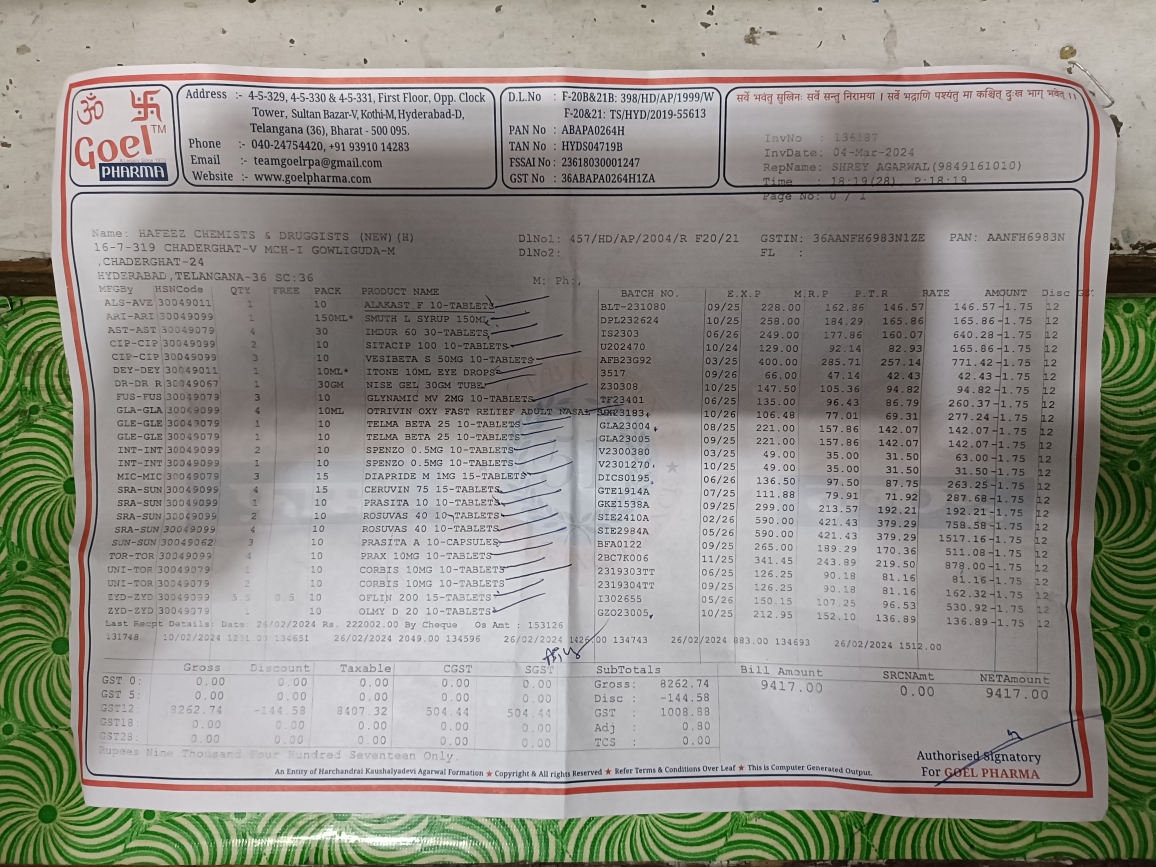 ॐ 卐
Goel TM
PHARMA
Address :- 4-5-329, 4-5-330 & 4-5-331, First Floor, Opp. Clock
Tower, Sultan Bazar-V, Kothi-M, Hyderabad-D,
Telangana (36), Bharat - 500 095.
Phone :- 040-24754420, +91 93910 14283
Email :- teamgoelrpa@gmail.com
Website :- www.goelpharma.com
D.L.No : F-20B&21B: 398/HD/AP/1999/W
F-20&21: TS/HYD/2019-55613
PAN No : ABAPA0264H
TAN No : HYDS04719B
FSSAI No : 23618030001247
GST No : 36ABAPA0264H1ZA
सर्वे भवंतु सुखिनः सर्वे सन्तु निरामया । सर्वे भद्राणि पश्येतु मा कश्चित् दुःख भाग् भवेत् ।।
InvNo : 136187
InvDate: 04-Mar-2024
RepName: SHREY AGARWAL(9849161010)
Time : 18:19(28), P:18:19
Page No: 0 / 1
Name: HAFEEZ CHEMISTS & DRUGGISTS (NEW)(H)
16-7-319 CHADERGHAT-V MCH-I GOWLIGUDA-M
,CHADERGHAT-24
HYDERABAD,TELANGANA-36 SC:36
DlNo1: 457/HD/AP/2004/R F20/21 GSTIN: 36AANFH6983N1ZE PAN: AANFH6983N
DlNo2: FL :
M: Ph:,
MFGBy HSNCode QTY FREE PACK PRODUCT NAME BATCH NO. E.X.P M.R.P P.T.R RATE AMOUNT Disc
ALS-AVE 30049011 1 10 ALAKAST F 10-TABLETS BLT-231080 09/25 228.00 162.86 146.57 146.57 -1.75 12
ARI-ARI 30049099 1 150ML* SMUTH L SYRUP 150ML DPL232624 10/25 258.00 184.29 165.86 165.86 -1.75 12
AST-AST 30049079 4 30 IMDUR 60 30-TABLETS IS2303 06/26 249.00 177.86 160.07 640.28 -1.75 12
CIP-CIP 30049099 2 10 SITACIP 100 10-TABLETS U202470 10/24 129.00 92.14 82.93 165.86 -1.75 12
CIP-CIP 30049099 3 10 VESIBETA S 50MG 10-TABLETS AFB23G92 03/25 400.00 285.71 257.14 771.42 -1.75 12
DEY-DEY 30049011 1 10ML* ITONE 10ML EYE DROPS 3517 09/26 66.00 47.14 42.43 42.43 -1.75 12
DR-DR R 30049067 1 30GM NISE GEL 30GM TUBE 230308 10/25 147.50 105.36 94.82 94.82 -1.75 12
FUS-FUS 30049079 3 10 GLYNAMIC MV 2MG 10-TABLETS TF23401 06/25 135.00 96.43 86.79 260.37 -1.75 12
GLA-GLA 30049099 4 10ML OTRIVIN OXY FAST RELIEF ADULT NASAL 10/26 106.48 77.01 69.31 277.24 -1.75 12
GLE-GLE 30049079 1 10 TELMA BETA 25 10-TABLETS GLA23004 08/25 221.00 157.86 142.07 142.07 -1.75 12
GLE-GLE 30049079 1 10 TELMA BETA 25 10-TABLETS GLA23005 09/25 221.00 157.86 142.07 142.07 -1.75 12
INT-INT 30049099 2 10 SPENZO 0.5MG 10-TABLETS V2300380 03/25 49.00 35.00 31.50 63.00 -1.75 12
INT-INT 30049099 1 10 SPENZO 0.5MG 10-TABLETS V2301270 10/25 49.00 35.00 31.50 31.50 -1.75 12
MIC-MIC 30049079 3 15 DIAPRIDE M 1MG 15-TABLETS DICS0195 06/26 136.50 97.50 87.75 263.25 -1.75 12
SRA-SUN 30049099 4 15 CERUVIN 75 15-TABLETS GTE1914A 07/25 111.88 79.91 71.92 287.68 -1.75 12
SRA-SUN 30049099 1 10 PRASITA 10 10-TABLETS GKE1538A 09/25 299.00 213.57 192.21 192.21 -1.75 12
SRA-SUN 30049099 2 10 ROSUVAS 40 10-TABLETS SIE2410A 02/26 590.00 421.43 379.29 758.58 -1.75 12
SRA-SUN 30049099 4 10 ROSUVAS 40 10-TABLETS SIE2984A 05/26 590.00 421.43 379.29 1517.16 -1.75 12
SUN-SUN 30049062 3 10 PRASITA A 10-CAPSULES BFA0122 09/25 265.00 189.29 170.36 511.08 -1.75 12
TOR-TOR 30049099 4 10 PRAX 10MG 10-TABLETS 2BC7K006 11/25 341.45 243.89 219.50 878.00 -1.75 12
UNI-TOR 30049079 1 10 CORBIS 10MG 10-TABLETS 2319303TT 06/25 126.25 90.18 81.16 81.16 -1.75 12
UNI-TOR 30049079 2 10 CORBIS 10MG 10-TABLETS 2319304TT 06/25 126.25 90.18 81.16 162.32 -1.75 12
ZYD-ZYD 30049099 5.5 0.5 10 OFLIN 200 15-TABLETS I302655 05/26 150.15 107.25 96.53 530.92 -1.75 12
ZYD-ZYD 30049079 1 10 OLMY D 20 10-TABLETS GZO23005 10/25 212.95 152.10 136.89 136.89 -1.75 12
Last Recpt Details: Date: 26/02/2024 Rs. 222002.00 By Cheque Os Amt : 153126
131748 10/02/2024 1231.00 134651 26/02/2024 2049.00 134596 26/02/2024 1426.00 134743 26/02/2024 883.00 134693 26/02/2024 1512.00
Gross Discount Taxable CGST SGST SubTotals Bill Amount SRCNAmt NETAmount
GST 0: 0.00 0.00 0.00 0.00 0.00 Gross: 8262.74 9417.00 0.00 9417.00
GST 5: 0.00 0.00 0.00 0.00 Disc : -144.58
GST12 8262.74 -144.58 8407.32 504.44 504.44 GST : 1008.88
GST18: 0.00 0.00 0.00 0.00 0.00 Adj : 0.80
GST28: 0.00 0.00 0.00 0.00 0.00 TCS : 0.00
Rupees Nine Thousand Four Hundred Seventeen Only.
Authorised Signatory
For GOEL PHARMA
An Entity of Harchandrai Kaushalyadevi Agarwal Formation ★ Copyright & All rights Reserved ★ Refer Terms & Conditions Over Leaf ★ This is Computer Generated Output.